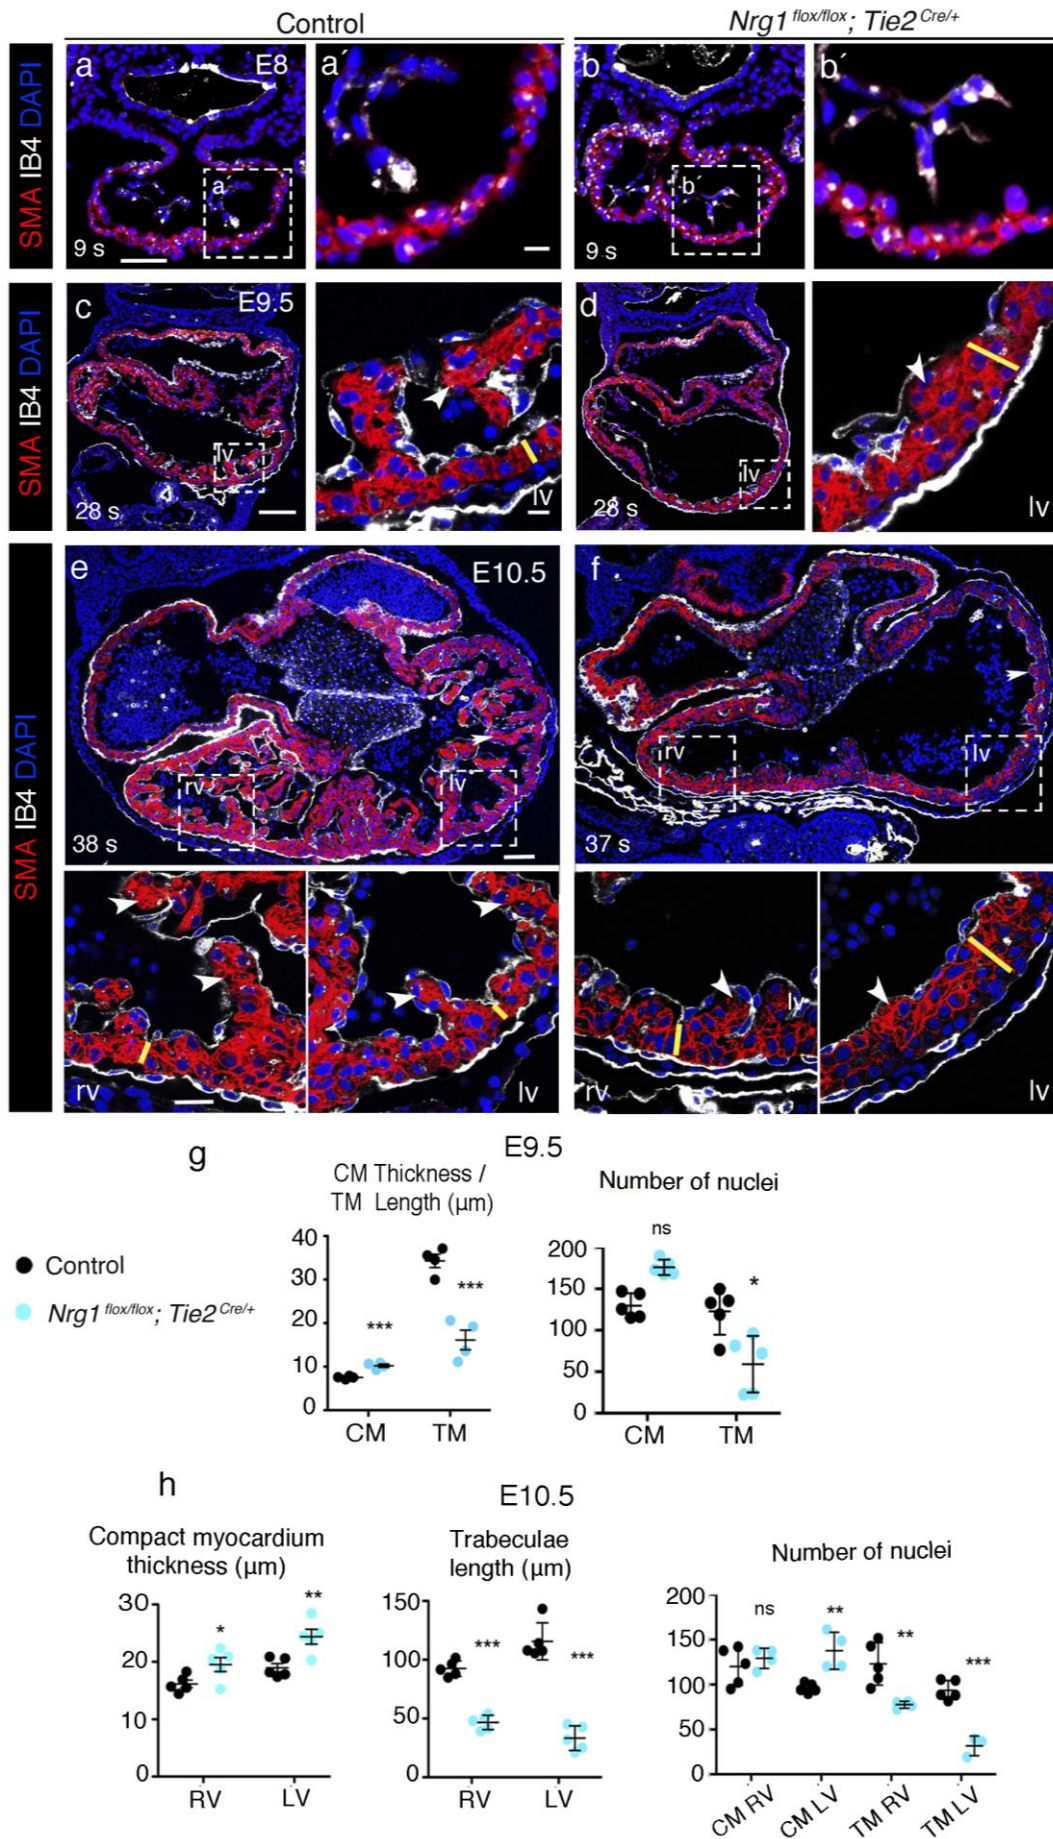 Control
Nrg1 flox/flox; Tie2 Cre/+
SMA IB4 DAPI
a
E8
a´
9 s
a´
b
b´
9 s
b´
SMA IB4 DAPI
c
E9.5
lv
28 s
lv
d
lv
28 s
lv
SMA IB4 DAPI
e
E10.5
rv
lv
38 s
f
rv
lv
37 s
rv
lv
rv
lv
lv
g
E9.5
CM Thickness /
TM Length (μm)
Number of nuclei
Control
Nrg1 flox/flox; Tie2 Cre/+
40
30
20
10
0
***
***
CM
TM
200
150
100
50
0
ns
*
CM
TM
h
E10.5
Compact myocardium
thickness (μm)
Trabeculae
length (μm)
Number of nuclei
30
20
10
0
*
**
RV
LV
150
100
50
0
***
***
RV
LV
200
150
100
50
0
ns
**
**
***
CM RV
CM LV
TM RV
TM LV